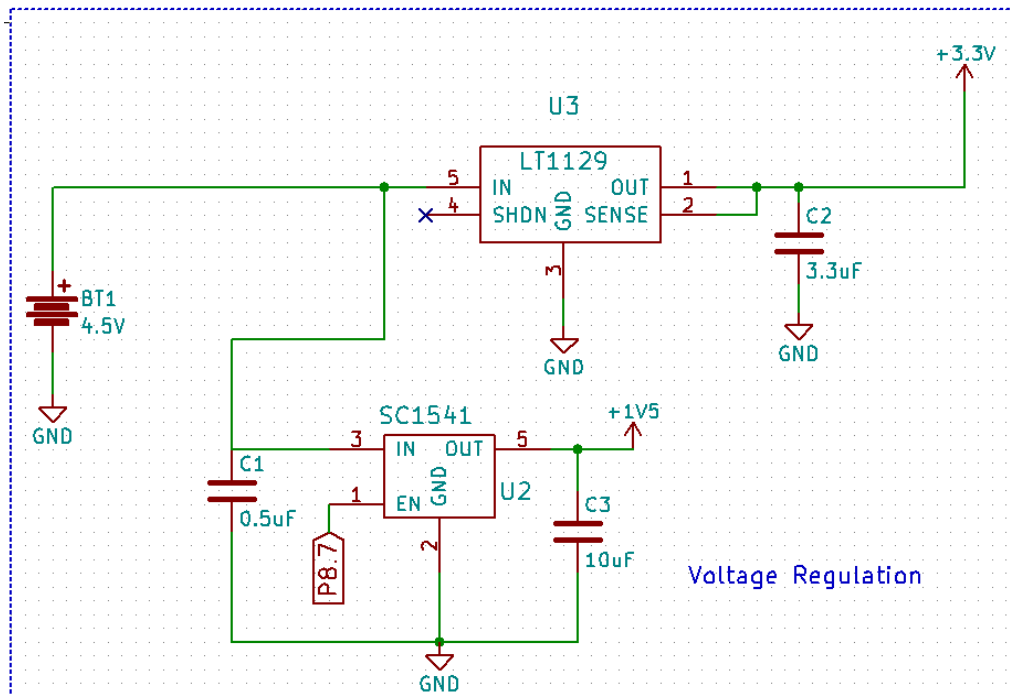 +3.3V
U3
LT1129
5 IN OUT 1
4 SHDN GND SENSE 2
3
C2
3.3uF
+
BT1
4.5V
GND
GND
GND
SC1541
+1V5
3 IN OUT 5
C1
GND
U2
1 EN
0.5uF
C3
10uF
2
P8.7
Voltage Regulation
GND